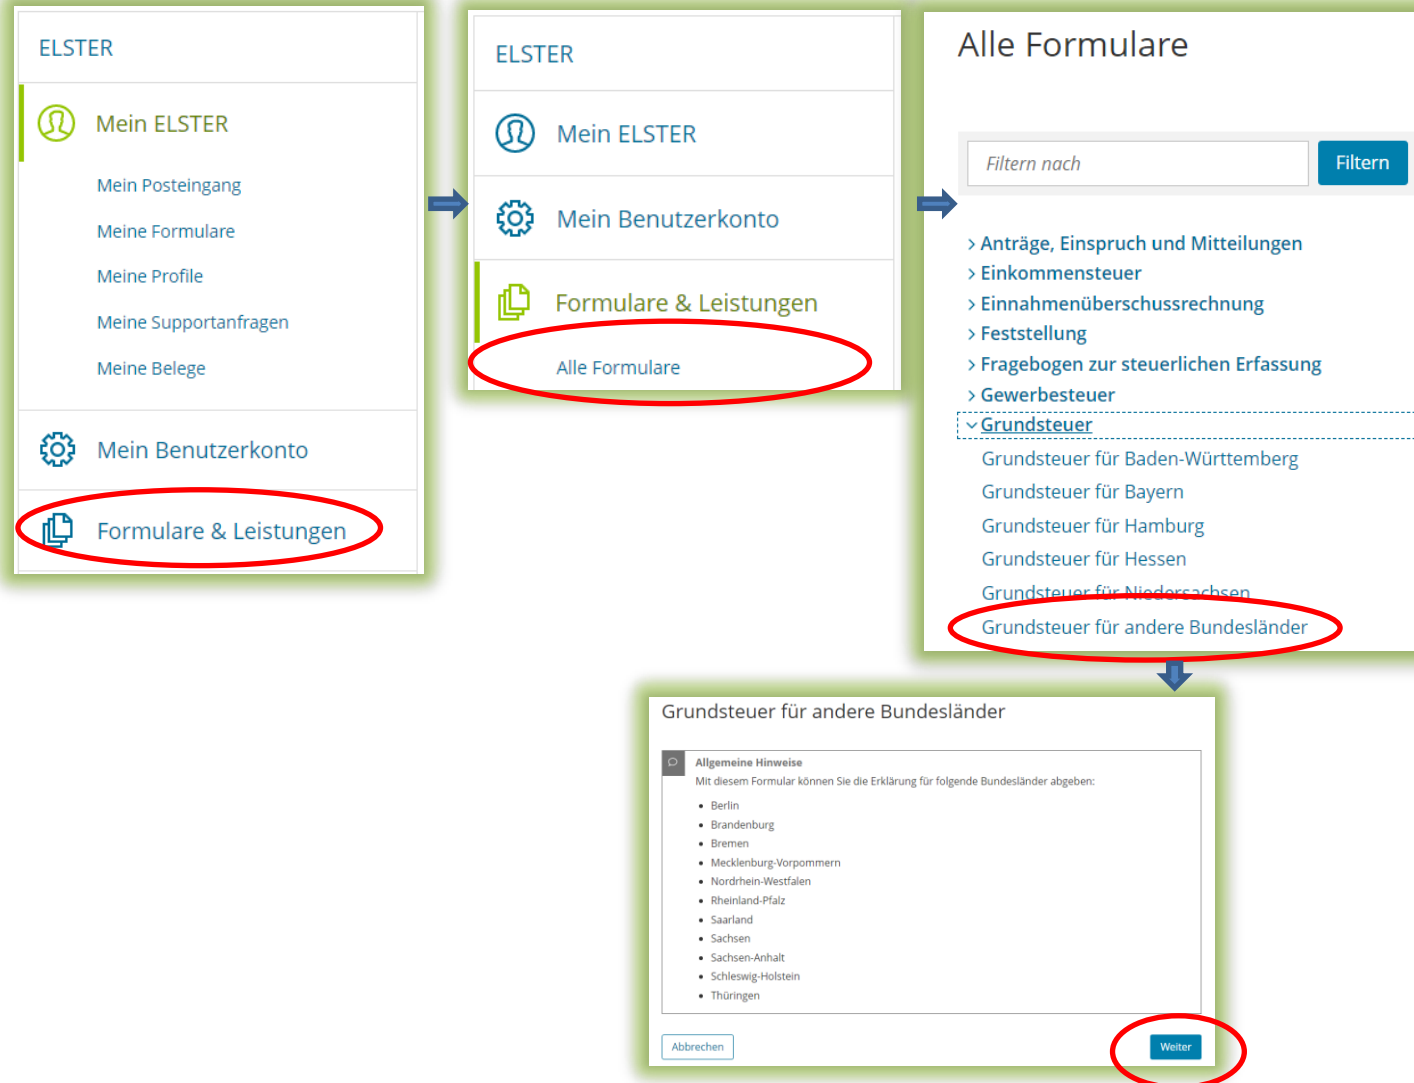 ELSTER
Mein ELSTER
Mein Posteingang
Meine Formulare
Meine Profile
Meine Supportanfragen
Meine Belege
Mein Benutzerkonto
Formulare & Leistungen
ELSTER
Mein ELSTER
Mein Benutzerkonto
Formulare & Leistungen
Alle Formulare
Alle Formulare
Filtern nach
Filtern
Anträge, Einspruch und Mitteilungen
Einkommensteuer
Einnahmenüberschussrechnung
Feststellung
Fragebogen zur steuerlichen Erfassung
Gewerbesteuer
Grundsteuer
Grundsteuer für Baden-Württemberg
Grundsteuer für Bayern
Grundsteuer für Hamburg
Grundsteuer für Hessen
Grundsteuer für Niedersachsen
Grundsteuer für andere Bundesländer
Grundsteuer für andere Bundesländer
Allgemeine Hinweise
Mit diesem Formular können Sie die Erklärung für folgende Bundesländer abgeben:
• Berlin
• Brandenburg
• Bremen
• Mecklenburg-Vorpommern
• Nordrhein-Westfalen
• Rheinland-Pfalz
• Saarland
• Sachsen
• Sachsen-Anhalt
• Schleswig-Holstein
• Thüringen
Abbrechen
Weiter